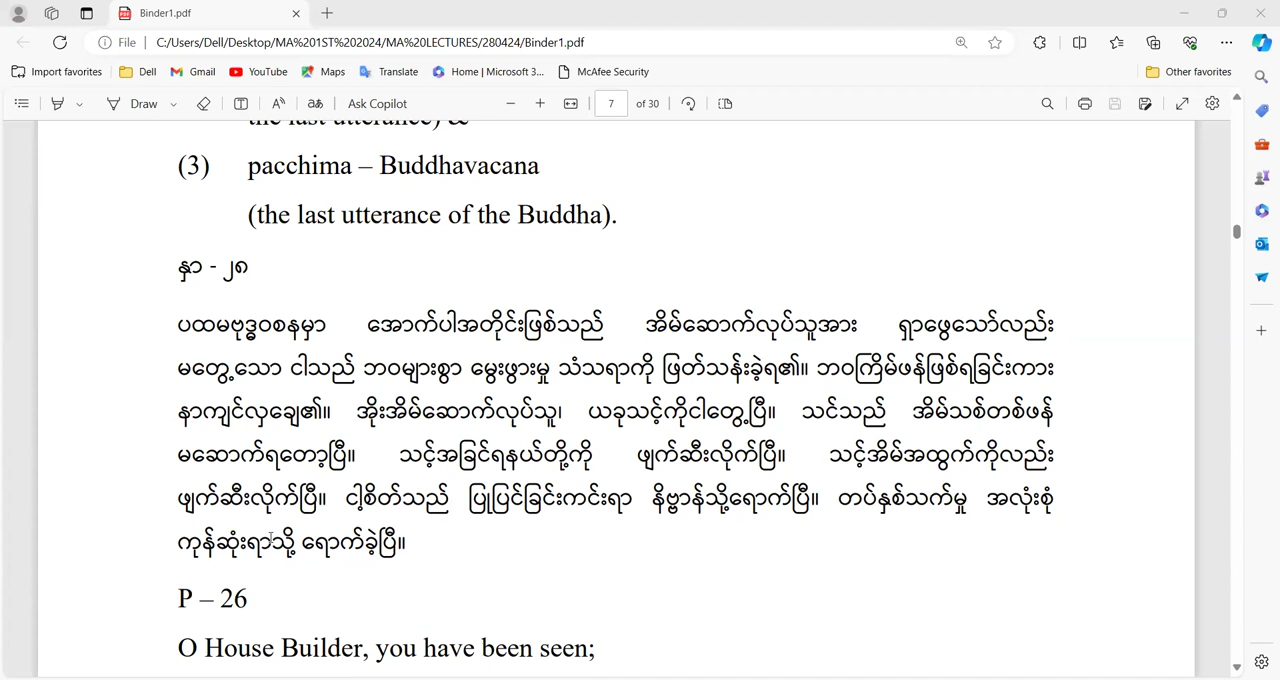 Binder1.pdf
File C:/Users/Dell/Desktop/MA%201ST%202024/MA%20LECTURES/280424/Binder1.pdf
Import favorites Dell Gmail YouTube Maps Translate Home | Microsoft 3... McAfee Security Other favorites
Draw Ask Copilot 7 of 30
the last utterance) &
(3) pacchima – Buddhavacana
(the last utterance of the Buddha).
နှာ - ၂၈
ပထမဗုဒ္ဓဝစနမှာ အောက်ပါအတိုင်းဖြစ်သည် အိမ်ဆောက်လုပ်သူအား ရှာဖွေသော်လည်း
မတွေ့သော ငါသည် ဘဝများစွာ မွေးဖွားမှု သံသရာကို ဖြတ်သန်းခဲ့ရ၏။ ဘဝကြိမ်ဖန်ဖြစ်ရခြင်းကား
နာကျင်လှချေ၏။ အိုးအိမ်ဆောက်လုပ်သူ၊ ယခုသင့်ကိုငါတွေ့ပြီ။ သင်သည် အိမ်သစ်တစ်ဖန်
မဆောက်ရတော့ပြီ။ သင့်အခြင်ရနယ်တို့ကို ဖျက်ဆီးလိုက်ပြီ။ သင့်အိမ်အထွက်ကိုလည်း
ဖျက်ဆီးလိုက်ပြီ။ ငါ့စိတ်သည် ပြုပြင်ခြင်းကင်းရာ နိဗ္ဗာန်သို့ရောက်ပြီ။ တပ်နှစ်သက်မှု အလုံးစုံ
ကုန်ဆုံးရာသို့ ရောက်ခဲ့ပြီ။
P – 26
O House Builder, you have been seen;